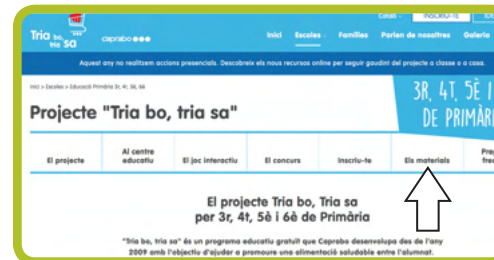 Català
INSCRIU-TE
Tria bo,
tria sa
caprabo
Inici Escoles Famílies Parlen de nosaltres Galeria
Aquest any no realitzem accions presencials. Descobreix els nous recursos online per seguir gaudint del projecte a classe o a casa.
Inici > Escoles > Educació Primària 3r, 4t, 5è, 6è
3R, 4T, 5È I
DE PRIMÀRI
Projecte "Tria bo, tria sa"
El projecte
Al centre
educatiu
El joc interactiu
El concurs
Inscriu-te
Els materials
Pre
fre
El projecte Tria bo, Tria sa
per 3r, 4t, 5è i 6è de Primària
"Tria bo, tria sa" és un programa educatiu gratuït que Caprabo desenvolupa des de l'any
2009 amb l'objectiu d'ajudar a promoure una alimentació saludable entre l'alumnat.